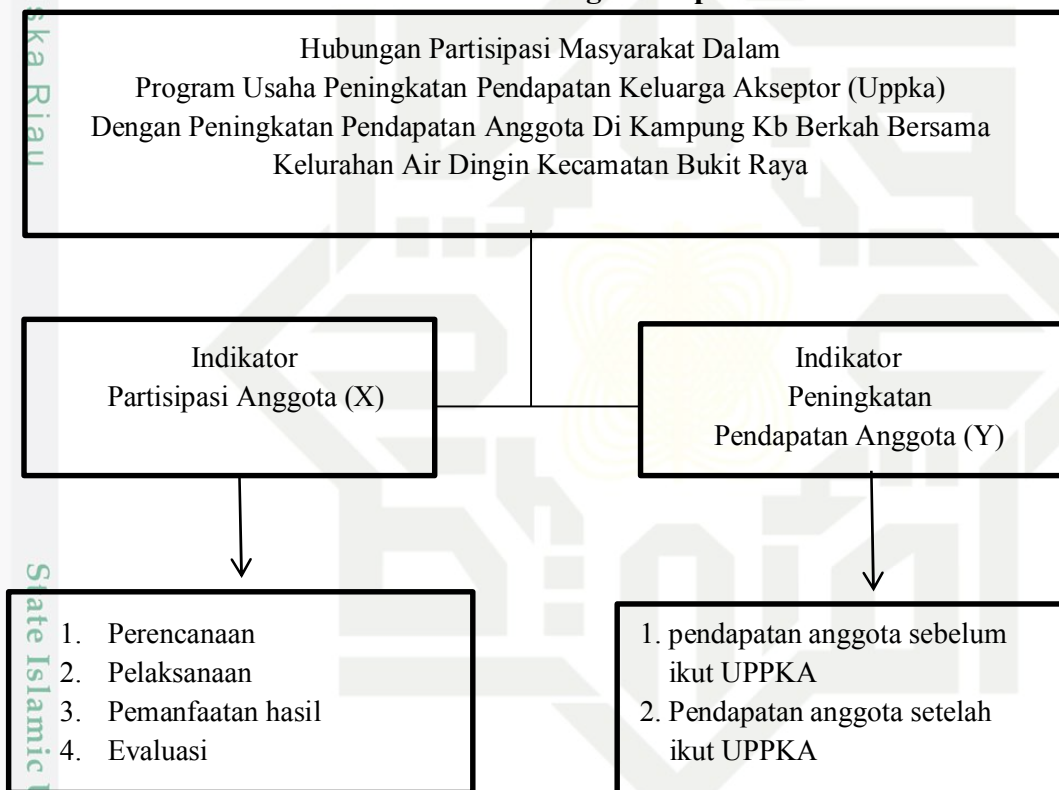 Hubungan Partisipasi Masyarakat Dalam
Program Usaha Peningkatan Pendapatan Keluarga Akseptor (Uppka)
Dengan Peningkatan Pendapatan Anggota Di Kampung Kb Berkah Bersama
Kelurahan Air Dingin Kecamatan Bukit Raya
Indikator
Partisipasi Anggota (X)
Indikator
Peningkatan
Pendapatan Anggota (Y)
1. Perencanaan
2. Pelaksanaan
3. Pemanfaatan hasil
4. Evaluasi
1. pendapatan anggota sebelum
ikut UPPKA
2. Pendapatan anggota setelah
ikut UPPKA
ska Riau
State Islamic